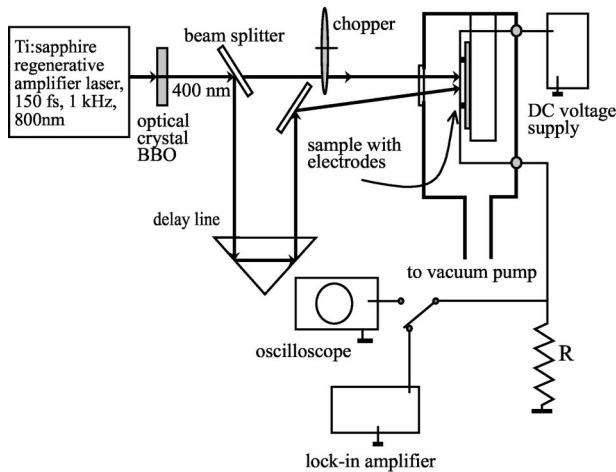 Ti:sapphire
regenerative
amplifier laser,
150 fs, 1 kHz,
800nm
optical
crystal
BBO
400 nm
beam splitter
chopper
delay line
sample with
electrodes
DC voltage
supply
to vacuum pump
oscilloscope
R
lock-in amplifier